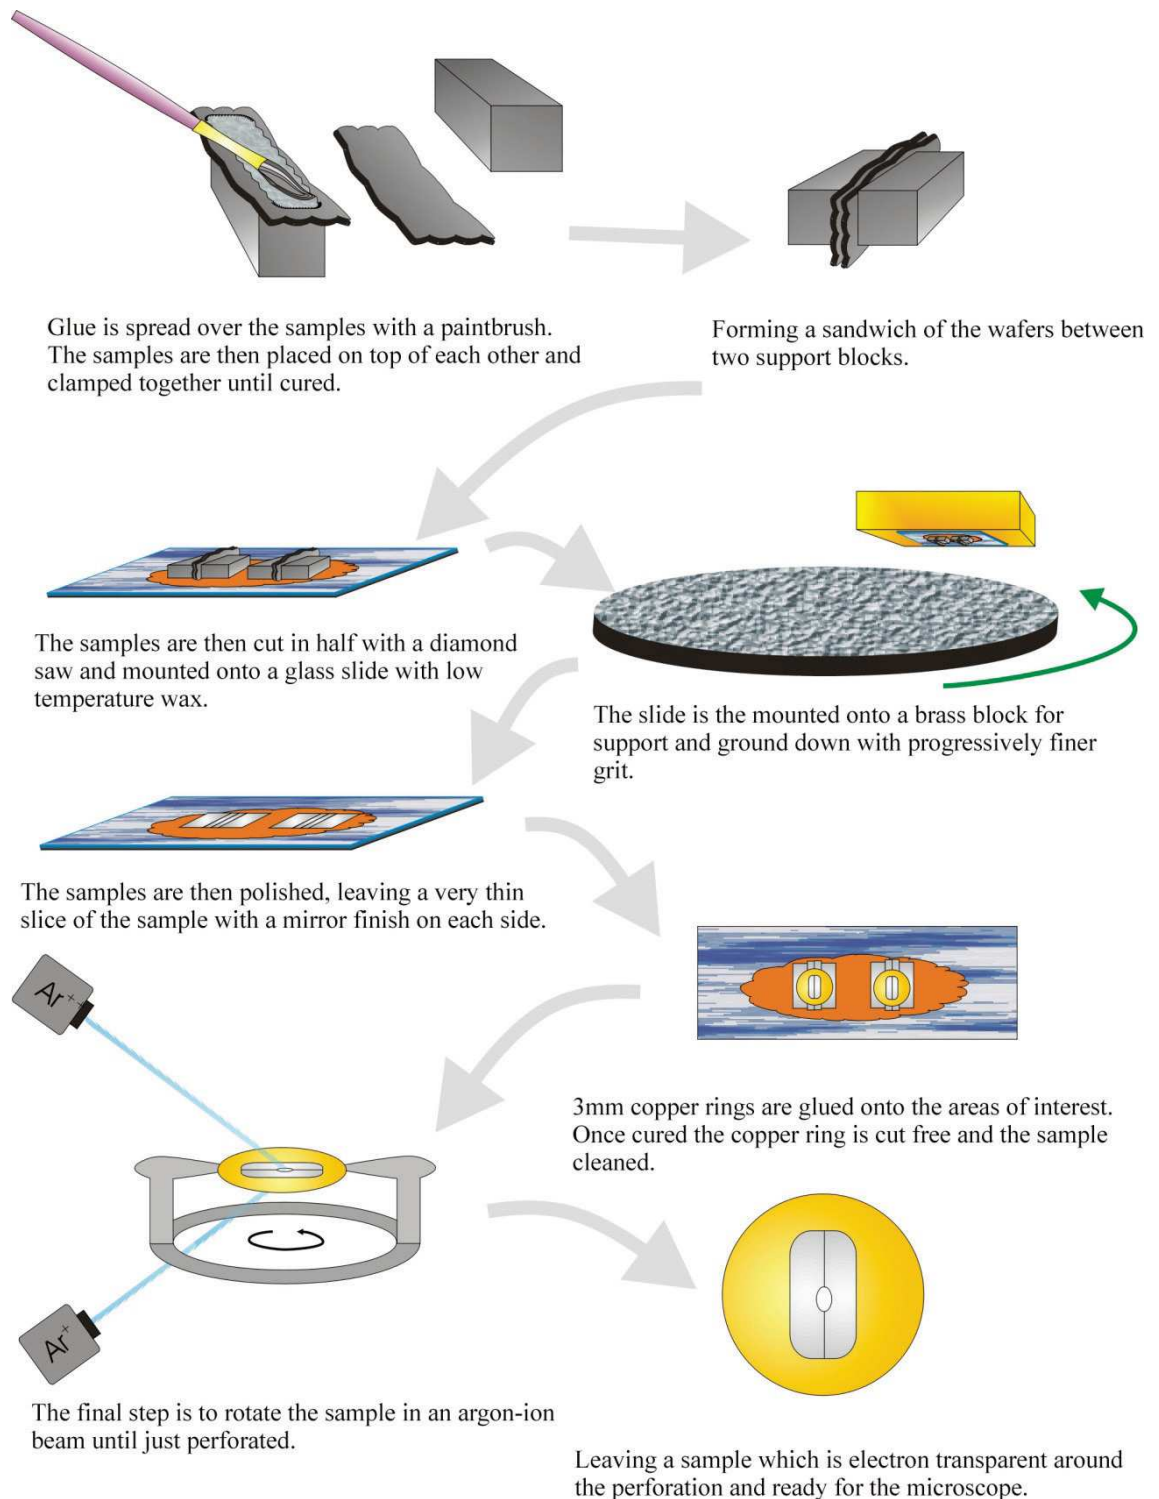 Glue is spread over the samples with a paintbrush.
The samples are then placed on top of each other and
clamped together until cured.
Forming a sandwich of the wafers between
two support blocks.
The samples are then cut in half with a diamond
saw and mounted onto a glass slide with low
temperature wax.
The slide is the mounted onto a brass block for
support and ground down with progressively finer
grit.
The samples are then polished, leaving a very thin
slice of the sample with a mirror finish on each side.
3mm copper rings are glued onto the areas of interest.
Once cured the copper ring is cut free and the sample
cleaned.
Ar++
Ar+
The final step is to rotate the sample in an argon-ion
beam until just perforated.
Leaving a sample which is electron transparent around
the perforation and ready for the microscope.